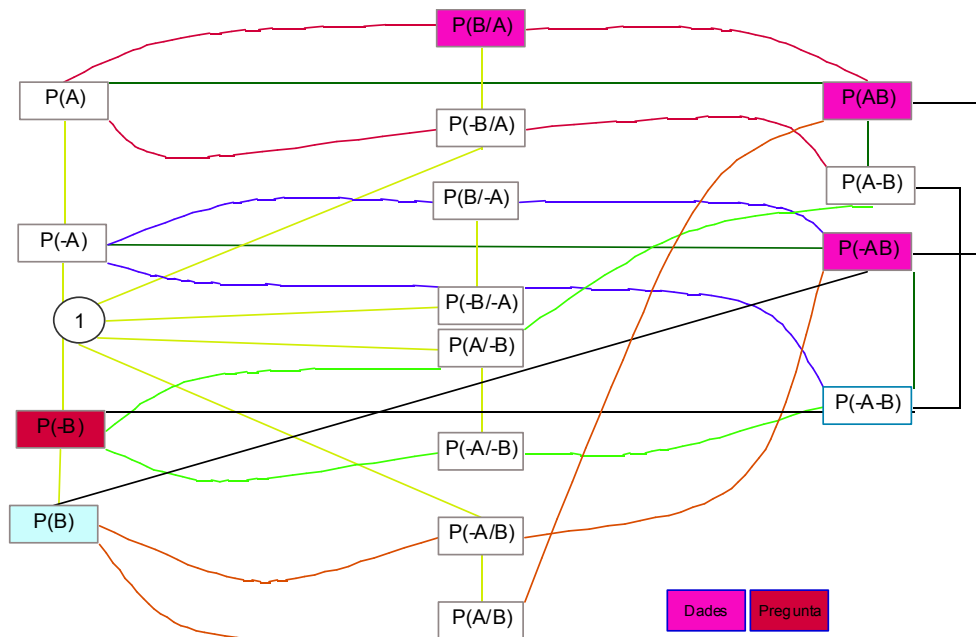 P(B/A)
P(A)
P(AB)
P(-B/A)
P(A-B)
P(B/-A)
P(-A)
P(-AB)
P(-B/-A)
1
P(A/-B)
P(-A-B)
P(-B)
P(-A/-B)
P(B)
P(-A/B)
P(A/B)
Dades
Pregunta